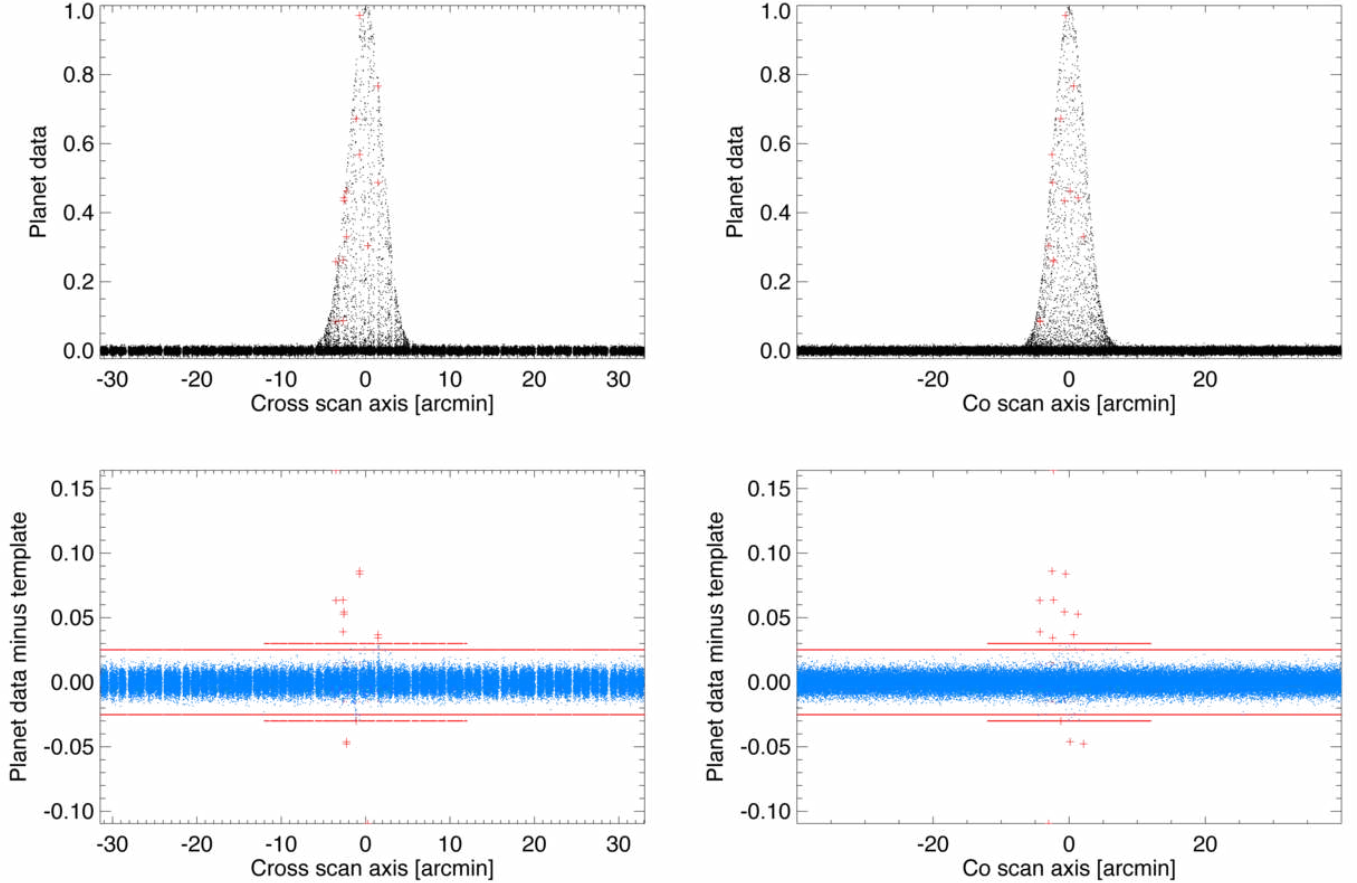 1.0
0.8
0.6
0.4
0.2
0.0
Planet data
-30 -20 -10 0 10 20 30
Cross scan axis [arcmin]
1.0
0.8
0.6
0.4
0.2
0.0
Planet data
-20 0 20
Co scan axis [arcmin]
0.15
0.10
0.05
0.00
-0.05
-0.10
Planet data minus template
-30 -20 -10 0 10 20 30
Cross scan axis [arcmin]
0.15
0.10
0.05
0.00
-0.05
-0.10
Planet data minus template
-20 0 20
Co scan axis [arcmin]